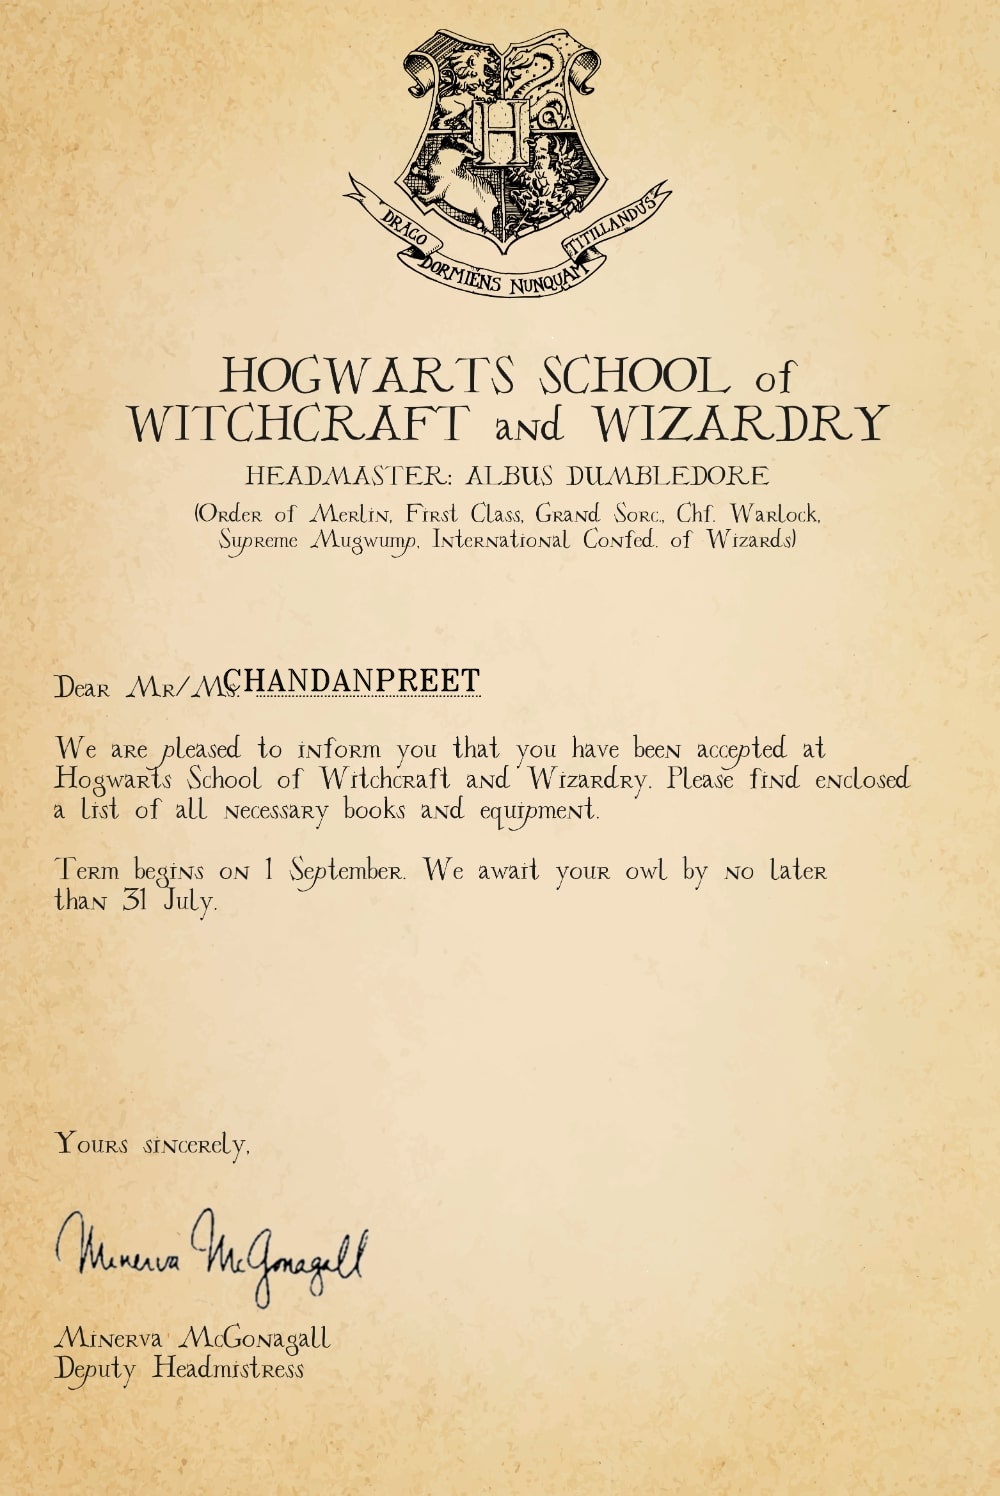 DRACO DORMIENS NUNQUAM TITILLANDUS
HOGWARTS SCHOOL of
WITCHCRAFT and WIZARDRY
HEADMASTER: ALBUS DUMBLEDORE
(Order of Merlin, First Class, Grand Sorc., Chf. Warlock,
Supreme Mugwump, International Confed. of Wizards)
Dear Mr/Ms. CHANDANPREET
We are pleased to inform you that you have been accepted at
Hogwarts School of Witchcraft and Wizardry. Please find enclosed
a list of all necessary books and equipment.
Term begins on 1 September. We await your owl by no later
than 31 July.
Yours sincerely,
Minerva McGonagall
Minerva McGonagall
Deputy Headmistress